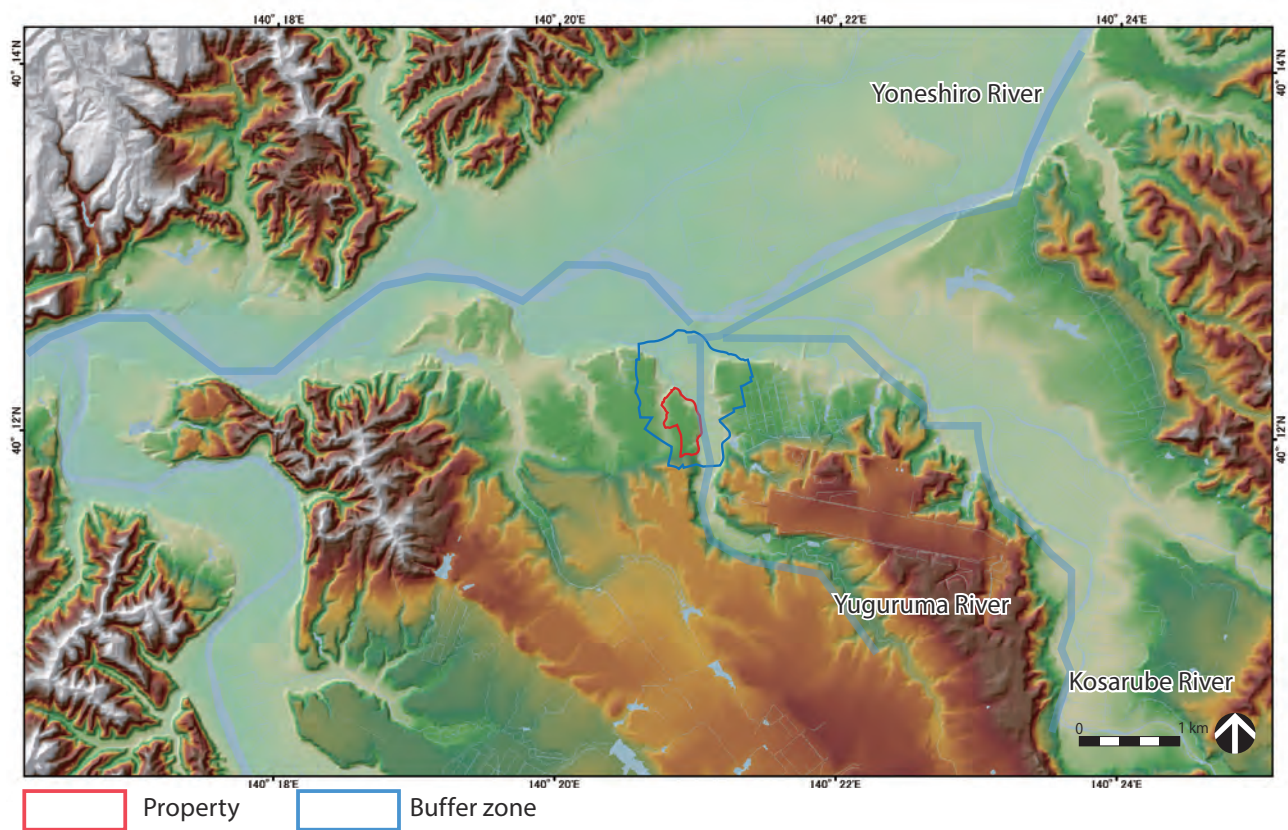 140° 18'E 140° 20'E 140° 22'E 140° 24'E
40° 14'N 40° 14'N
Yoneshiro River
40° 12'N 40° 12'N
Yuguruma River
Kosarube River
0 1 km
140° 18'E 140° 20'E 140° 22'E 140° 24'E
Property Buffer zone